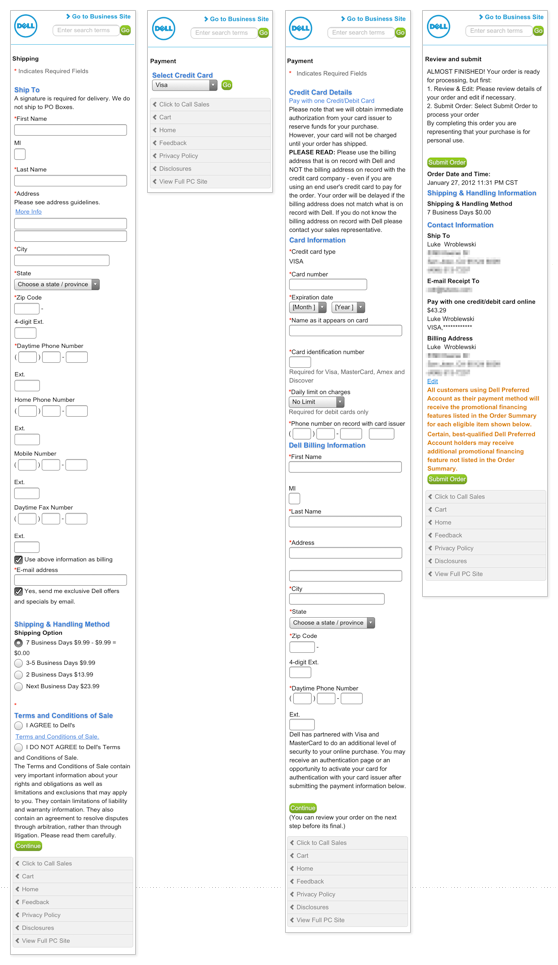 DELL
Go to Business Site
Enter search terms
Go
Shipping
* Indicates Required Fields
Ship To
A signature is required for delivery. We do
not ship to PO Boxes.
*First Name
MI
*Last Name
*Address
Please see address guidelines.
More Info
*City
*State
Choose a state / province
*Zip Code
-
4-digit Ext.
*Daytime Phone Number
( ) -
Ext.
Home Phone Number
( ) -
Ext.
Mobile Number
( ) -
Ext.
Daytime Fax Number
( ) -
Ext.
Use above information as billing
*E-mail address
Yes, send me exclusive Dell offers
and specials by email.
Shipping & Handling Method
Shipping Option
7 Business Days $9.99 - $9.99 =
$0.00
3-5 Business Days $9.99
2 Business Days $13.99
Next Business Day $23.99
*
Terms and Conditions of Sale
I AGREE to Dell's
Terms and Conditions of Sale.
I DO NOT AGREE to Dell's Terms
and Conditions of Sale.
The Terms and Conditions of Sale contain
very important information about your
rights and obligations as well as
limitations and exclusions that may apply
to you. They contain limitations of liability
and warranty information. They also
contain an agreement to resolve disputes
through arbitration, rather than through
litigation. Please read them carefully.
Continue
Click to Call Sales
Cart
Home
Feedback
Privacy Policy
Disclosures
View Full PC Site
DELL
Go to Business Site
Enter search terms
Go
Payment
Select Credit Card
Visa
Go
Click to Call Sales
Cart
Home
Feedback
Privacy Policy
Disclosures
View Full PC Site
DELL
Go to Business Site
Enter search terms
Go
Payment
* Indicates Required Fields
Credit Card Details
Pay with one Credit/Debit Card
Please note that we will obtain immediate
authorization from your card issuer to
reserve funds for your purchase.
However, your card will not be charged
until your order has shipped.
PLEASE READ: Please use the billing
address that is on record with Dell and
NOT the billing address on record with the
credit card company - even if you are
using an end user's credit card to pay for
the order. Your order will be delayed if the
billing address does not match what is on
record with Dell. If you do not know the
billing address on record with Dell, please
contact your sales representative.
Card Information
*Credit card type
VISA
*Card number
*Expiration date
[Month ]
[Year ]
*Name as it appears on card
*Card identification number
Required for Visa, MasterCard, Amex and
Discover
*Daily limit on charges
No Limit
Required for debit cards only
*Phone number on record with card issuer
( ) -
Dell Billing Information
*First Name
MI
*Last Name
*Address
*City
*State
Choose a state / province
*Zip Code
-
4-digit Ext.
*Daytime Phone Number
( ) -
Ext.
Dell has partnered with Visa and
MasterCard to do an additional level of
security to your online purchase. You may
receive an authentication page or an
opportunity to activate your card for
authentication with your card issuer after
submitting the payment information below.
Continue
(You can review your order on the next
step before its final.)
Click to Call Sales
Cart
Home
Feedback
Privacy Policy
Disclosures
View Full PC Site
DELL
Go to Business Site
Enter search terms
Go
Review and submit
ALMOST FINISHED! Your order is ready
for processing, but first:
1. Review & Edit: Please review details of
your order and edit if necessary.
2. Submit Order: Select Submit Order to
process your order
By completing this order you are
representing that your purchase is for
personal use.
Submit Order
Order Date and Time:
January 27, 2012 11:31 PM CST
Shipping & Handling Information
Shipping & Handling Method
7 Business Days $0.00
Contact Information
Ship To
Luke Wroblewski
E-mail Receipt To
Pay with one credit/debit card online
$43.29
Luke Wroblewski
VISA,************
Billing Address
Luke Wroblewski
Edit
All customers using Dell Preferred
Account as their payment method will
receive the promotional financing
feature listed in the Order Summary
for each eligible item shown below.
Certain, best-qualified Dell Preferred
Account holders may receive
additional promotional financing
feature not listed in the Order
Summary.
Submit Order
Click to Call Sales
Cart
Home
Feedback
Privacy Policy
Disclosures
View Full PC Site